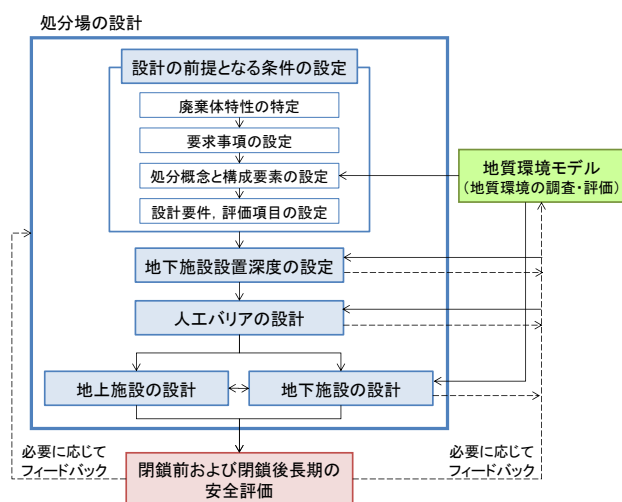 処分場の設計
設計の前提となる条件の設定
廃棄体特性の特定
要求事項の設定
処分概念と構成要素の設定
設計要件，評価項目の設定
地質環境モデル
(地質環境の調査・評価)
地下施設設置深度の設定
人工バリアの設計
地上施設の設計
地下施設の設計
必要に応じて
フィードバック
閉鎖前および閉鎖後長期の
安全評価
必要に応じて
フィードバック